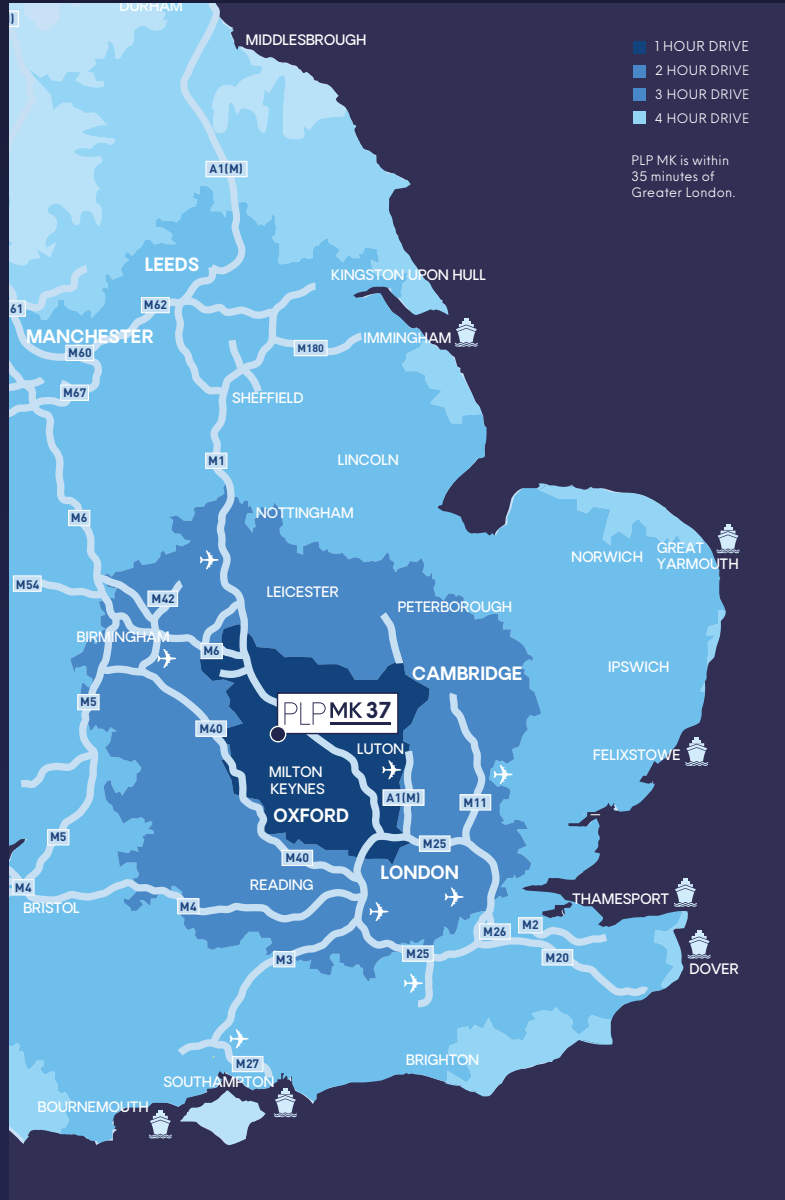 DURHAM
MIDDLESBROUGH
1 HOUR DRIVE
2 HOUR DRIVE
3 HOUR DRIVE
4 HOUR DRIVE
PLP MK is within
35 minutes of
Greater London.
A1(M)
LEEDS
KINGSTON UPON HULL
M62
61
MANCHESTER
M60
M180
IMMINGHAM
M67
SHEFFIELD
M1
LINCOLN
M6
NOTTINGHAM
NORWICH
GREAT
YARMOUTH
M54
M42
LEICESTER
PETERBOROUGH
BIRMINGHAM
M6
CAMBRIDGE
IPSWICH
M5
PLP MK 37
M40
LUTON
FELIXSTOWE
MILTON
KEYNES
A1(M)
M11
OXFORD
M5
M25
M40
LONDON
READING
M4
THAMESPORT
BRISTOL
M4
M26
M2
M3
M25
M20
DOVER
M27
BRIGHTON
SOUTHAMPTON
BOURNEMOUTH